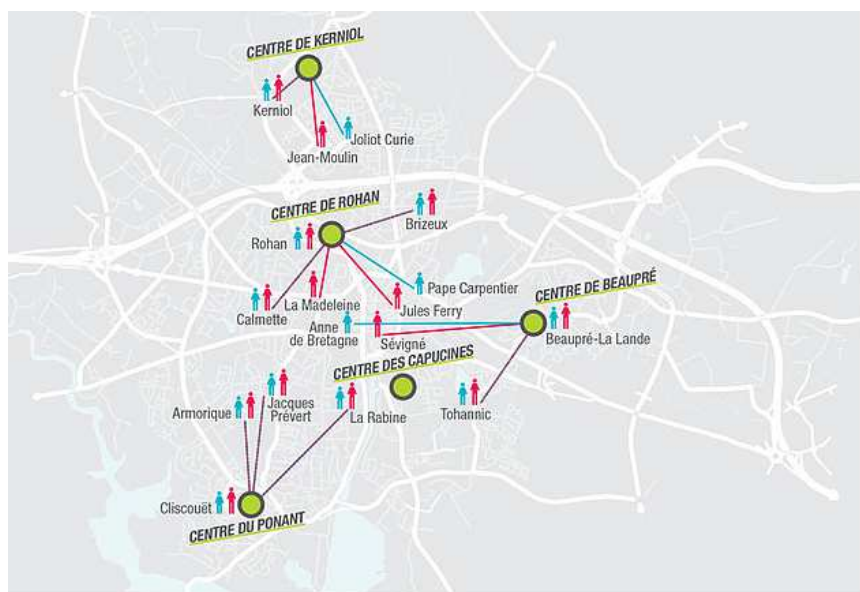 CENTRE DE KERNIOL
Kerniol
Joliot Curie
Jean-Moulin
CENTRE DE ROHAN
Brizeux
Rohan
Pape Carpentier
La Madeleine
Calmette
Jules Ferry
CENTRE DE BEAUPRÉ
Anne
de Bretagne
Sévigné
Beaupré-La Lande
CENTRE DES CAPUCINES
Jacques
Prévert
Armorique
La Rabine
Tohannic
Cliscouët
CENTRE DU PONANT